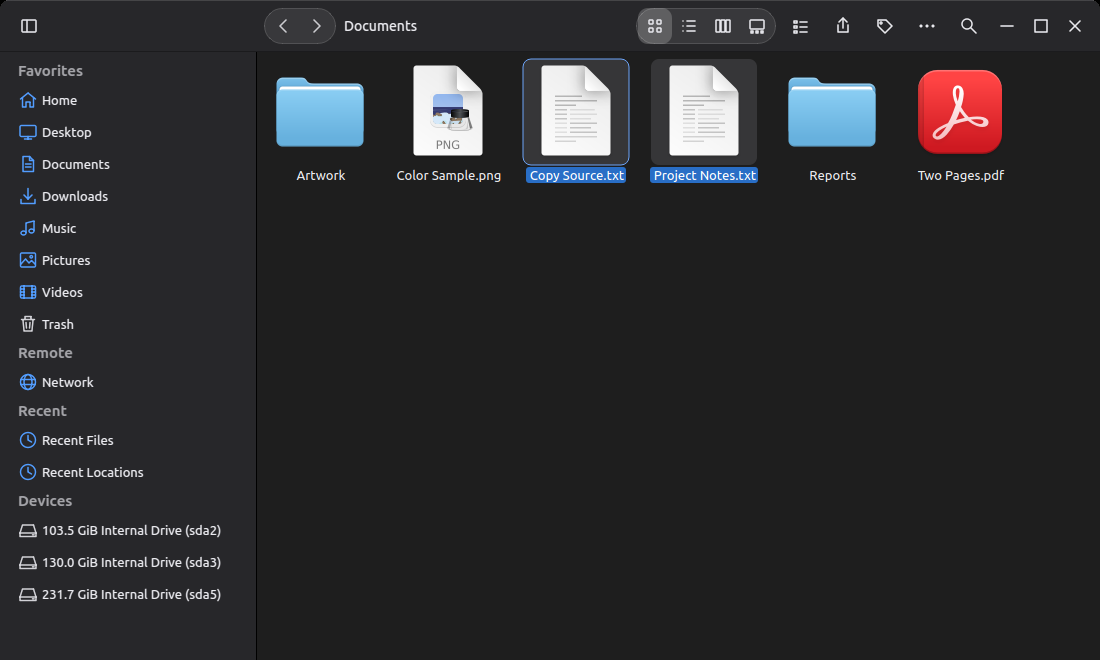 Documents
Favorites
Home
Desktop
Documents
Downloads
Music
Pictures
Videos
Trash
Remote
Network
Recent
Recent Files
Recent Locations
Devices
103.5 GiB Internal Drive (sda2)
130.0 GiB Internal Drive (sda3)
231.7 GiB Internal Drive (sda5)
PNG
Artwork
Color Sample.png
Copy Source.txt
Project Notes.txt
Reports
Two Pages.pdf